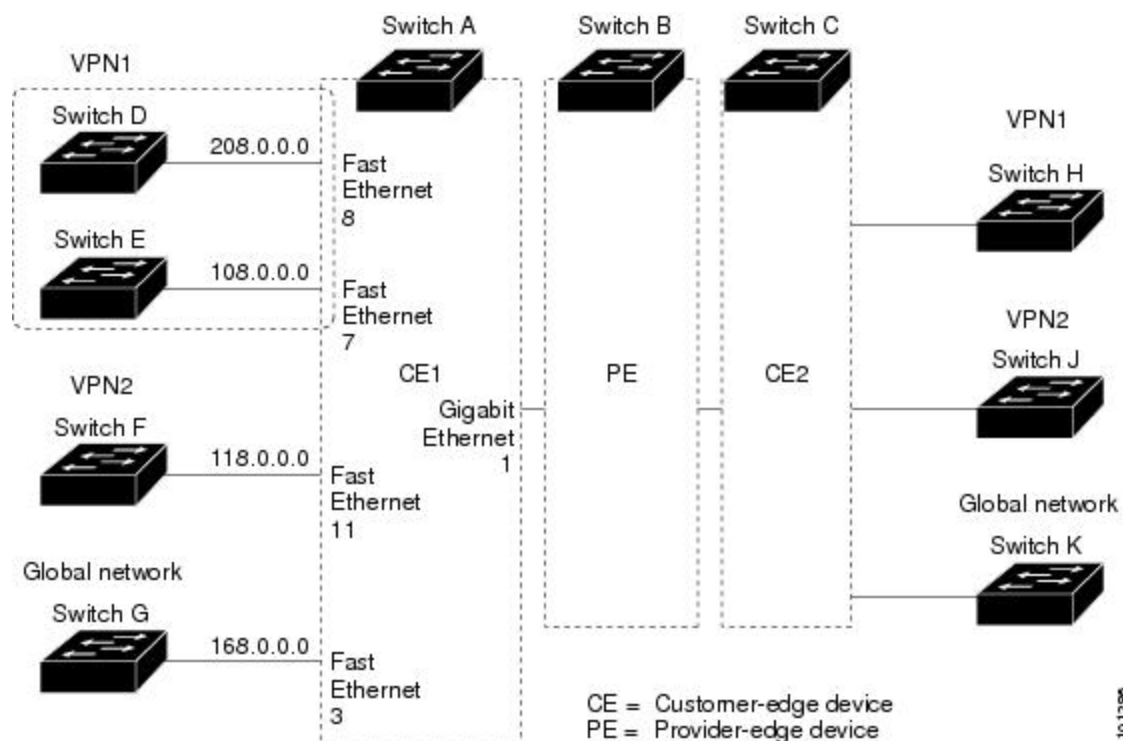 Switch A
Switch B
Switch C
VPN1
Switch D
208.0.0.0
Fast
Ethernet
8
Switch E
108.0.0.0
Fast
Ethernet
7
VPN2
Switch F
118.0.0.0
Fast
Ethernet
11
Global network
Switch G
168.0.0.0
Fast
Ethernet
3
CE1
Gigabit
Ethernet
1
PE
CE2
VPN1
Switch H
VPN2
Switch J
Global network
Switch K
CE = Customer-edge device
PE = Provider-edge device